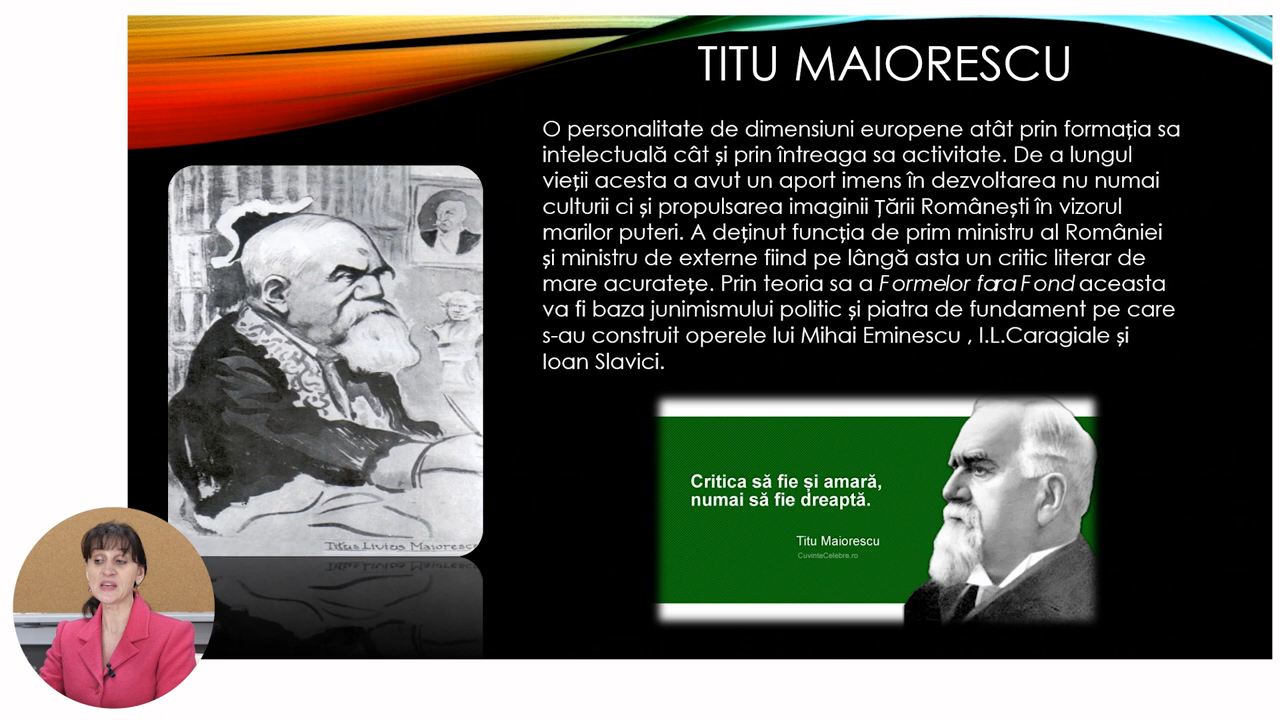 TITU MAIORESCU
O personalitate de dimensiuni europene atât prin formația sa
intelectuală cât și prin întreaga sa activitate. De a lungul
vieții acesta a avut un aport imens în dezvoltarea nu numai
culturii ci și propulsarea imaginii Țării Românești în vizorul
marilor puteri. A deținut funcția de prim ministru al României
și ministru de externe fiind pe lângă asta un critic literar de
mare acuratețe. Prin teoria sa a Formelor fara Fond aceasta
va fi baza junimismului politic și piatra de fundament pe care
s-au construit operele lui Mihai Eminescu , I.L.Caragiale și
Ioan Slavici.
Critica să fie și amară,
numai să fie dreaptă.
Titu Maiorescu
CuvinteCelebre.ro
Titus Livius Maiorescu